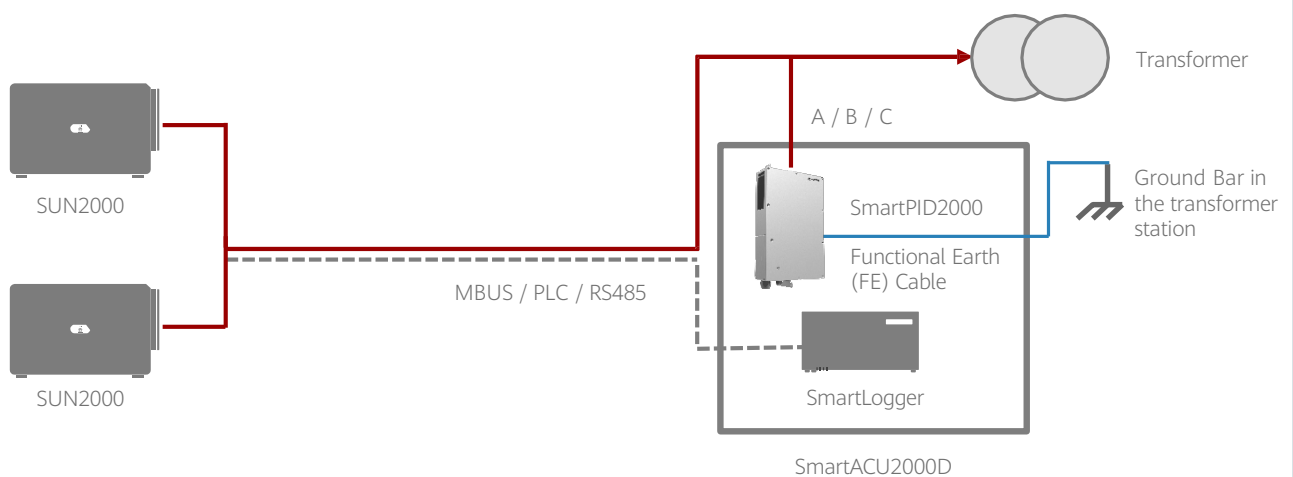 Transformer
A / B / C
SUN2000
SmartPID2000
Ground Bar in
the transformer
station
Functional Earth
(FE) Cable
MBUS / PLC / RS485
SUN2000
SmartLogger
SmartACU2000D